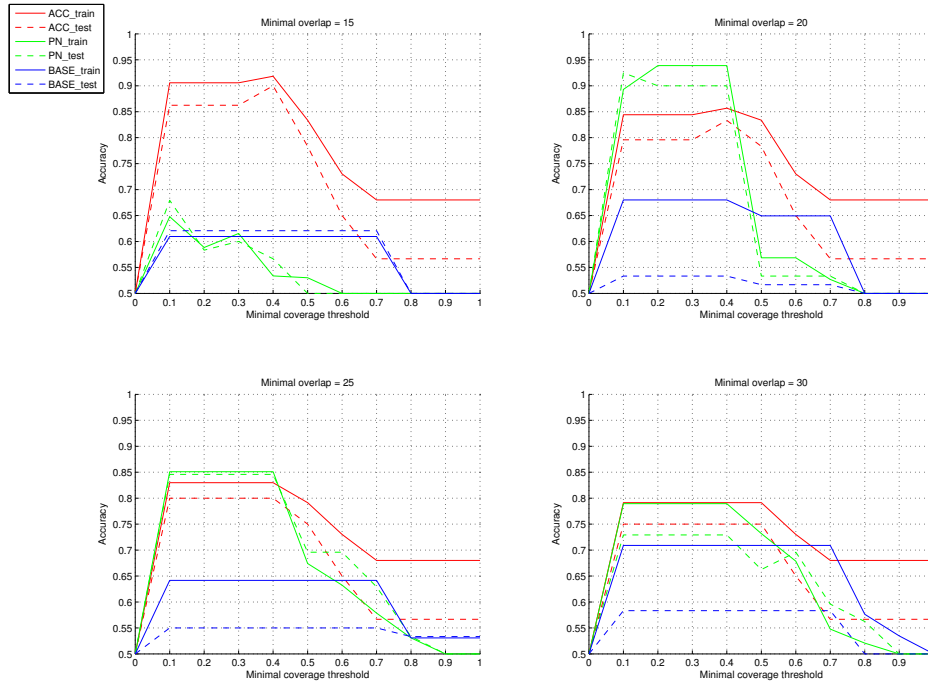 ACC_train
ACC_test
PN_train
PN_test
BASE_train
BASE_test
Minimal overlap = 15
1
0.95
0.9
0.85
0.8
0.75
0.7
0.65
0.6
0.55
0.5
Accuracy
0 0.1 0.2 0.3 0.4 0.5 0.6 0.7 0.8 0.9 1
Minimal coverage threshold
Minimal overlap = 20
1
0.95
0.9
0.85
0.8
0.75
0.7
0.65
0.6
0.55
0.5
Accuracy
0 0.1 0.2 0.3 0.4 0.5 0.6 0.7 0.8 0.9
Minimal coverage threshold
Minimal overlap = 25
1
0.95
0.9
0.85
0.8
0.75
0.7
0.65
0.6
0.55
0.5
Accuracy
0 0.1 0.2 0.3 0.4 0.5 0.6 0.7 0.8 0.9 1
Minimal coverage threshold
Minimal overlap = 30
1
0.95
0.9
0.85
0.8
0.75
0.7
0.65
0.6
0.55
0.5
Accuracy
0 0.1 0.2 0.3 0.4 0.5 0.6 0.7 0.8 0.9
Minimal coverage threshold